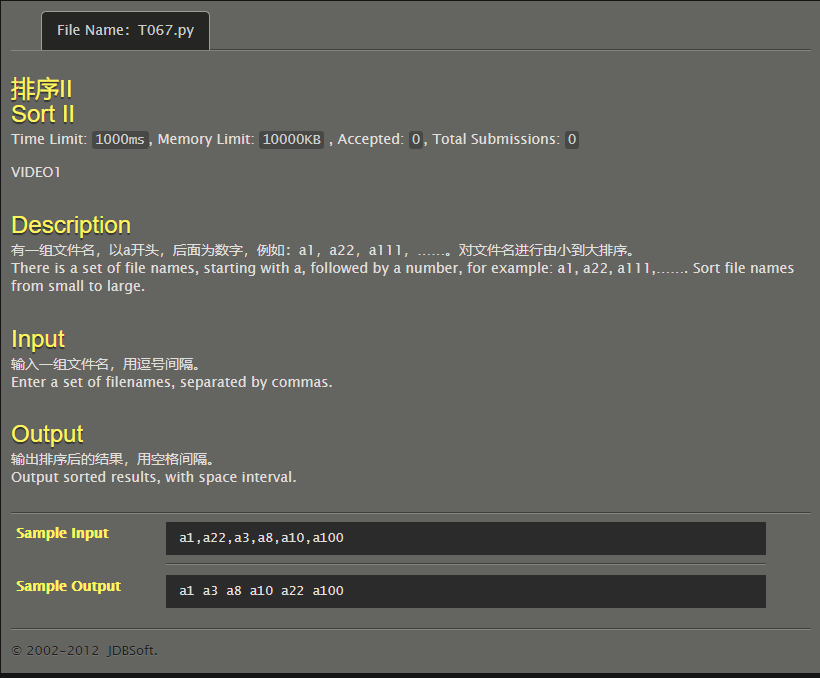 File Name: T067.py
排序II
Sort II
Time Limit: 1000ms, Memory Limit: 10000KB , Accepted: 0, Total Submissions: 0
VIDEO1
Description
有一组文件名，以a开头，后面为数字，例如：a1，a22，a111，……。对文件名进行由小到大排序。
There is a set of file names, starting with a, followed by a number, for example: a1, a22, a111,……. Sort file names
from small to large.
Input
输入一组文件名，用逗号间隔。
Enter a set of filenames, separated by commas.
Output
输出排序后的结果，用空格间隔。
Output sorted results, with space interval.
Sample Input
a1,a22,a3,a8,a10,a100
Sample Output
a1 a3 a8 a10 a22 a100
© 2002-2012 JDBSoft.